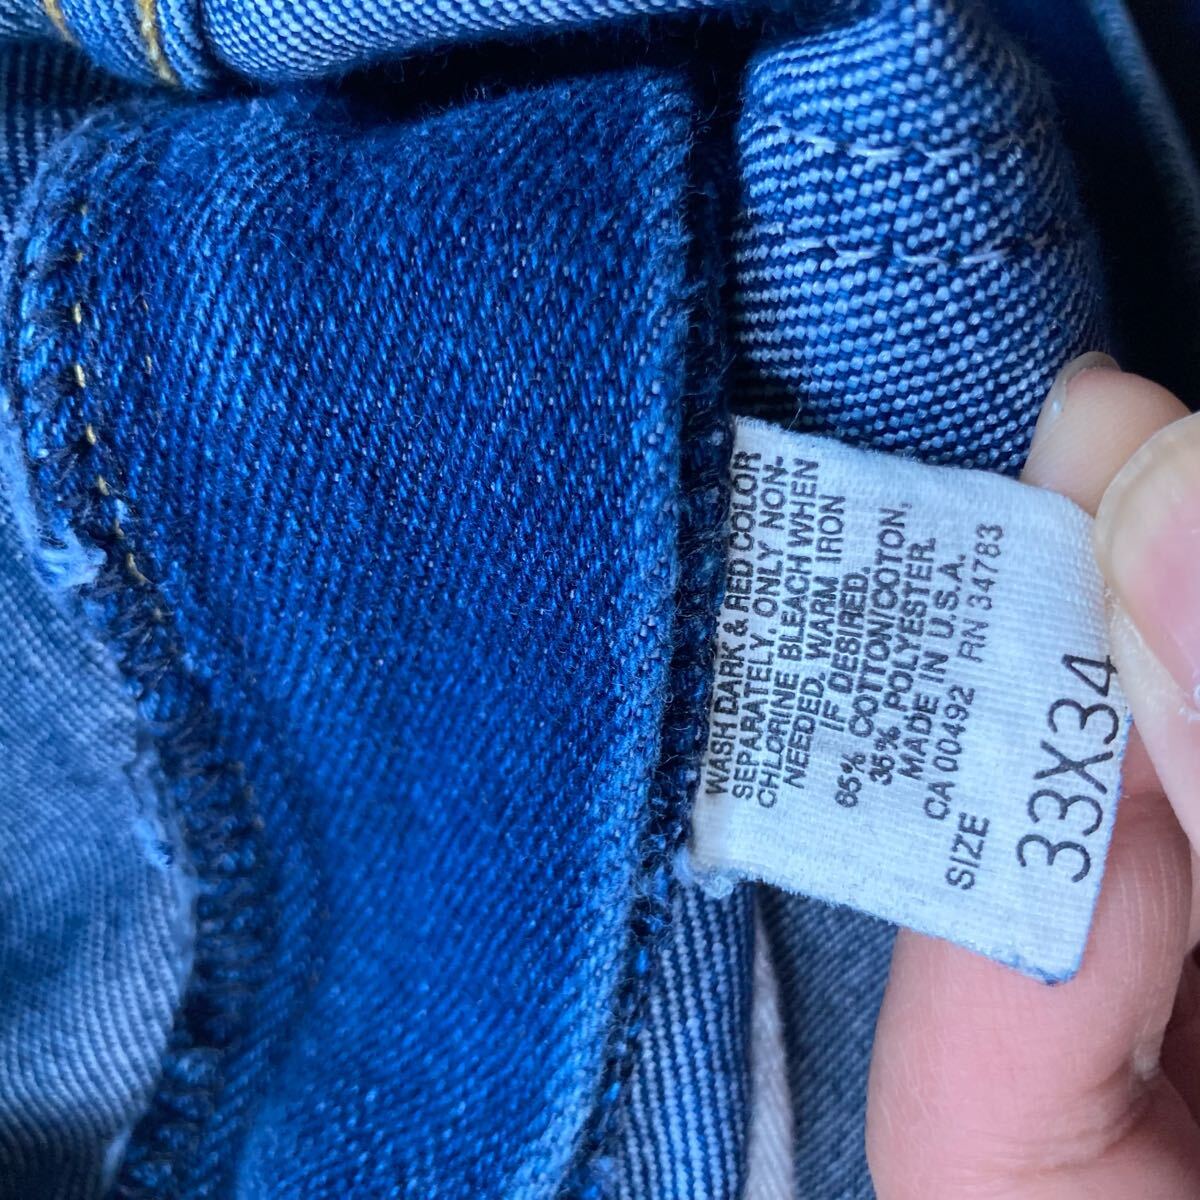 WASH DARK & RED COLOR
SEPARATELY, ONLY NON-
CHLORINE BLEACH WHEN
NEEDED. WARM IRON
IF DESIRED.
65% COTTON/COTON,
35% POLYESTER.
MADE IN U.S.A.
CA 00492 RN 34783
SIZE
33X34